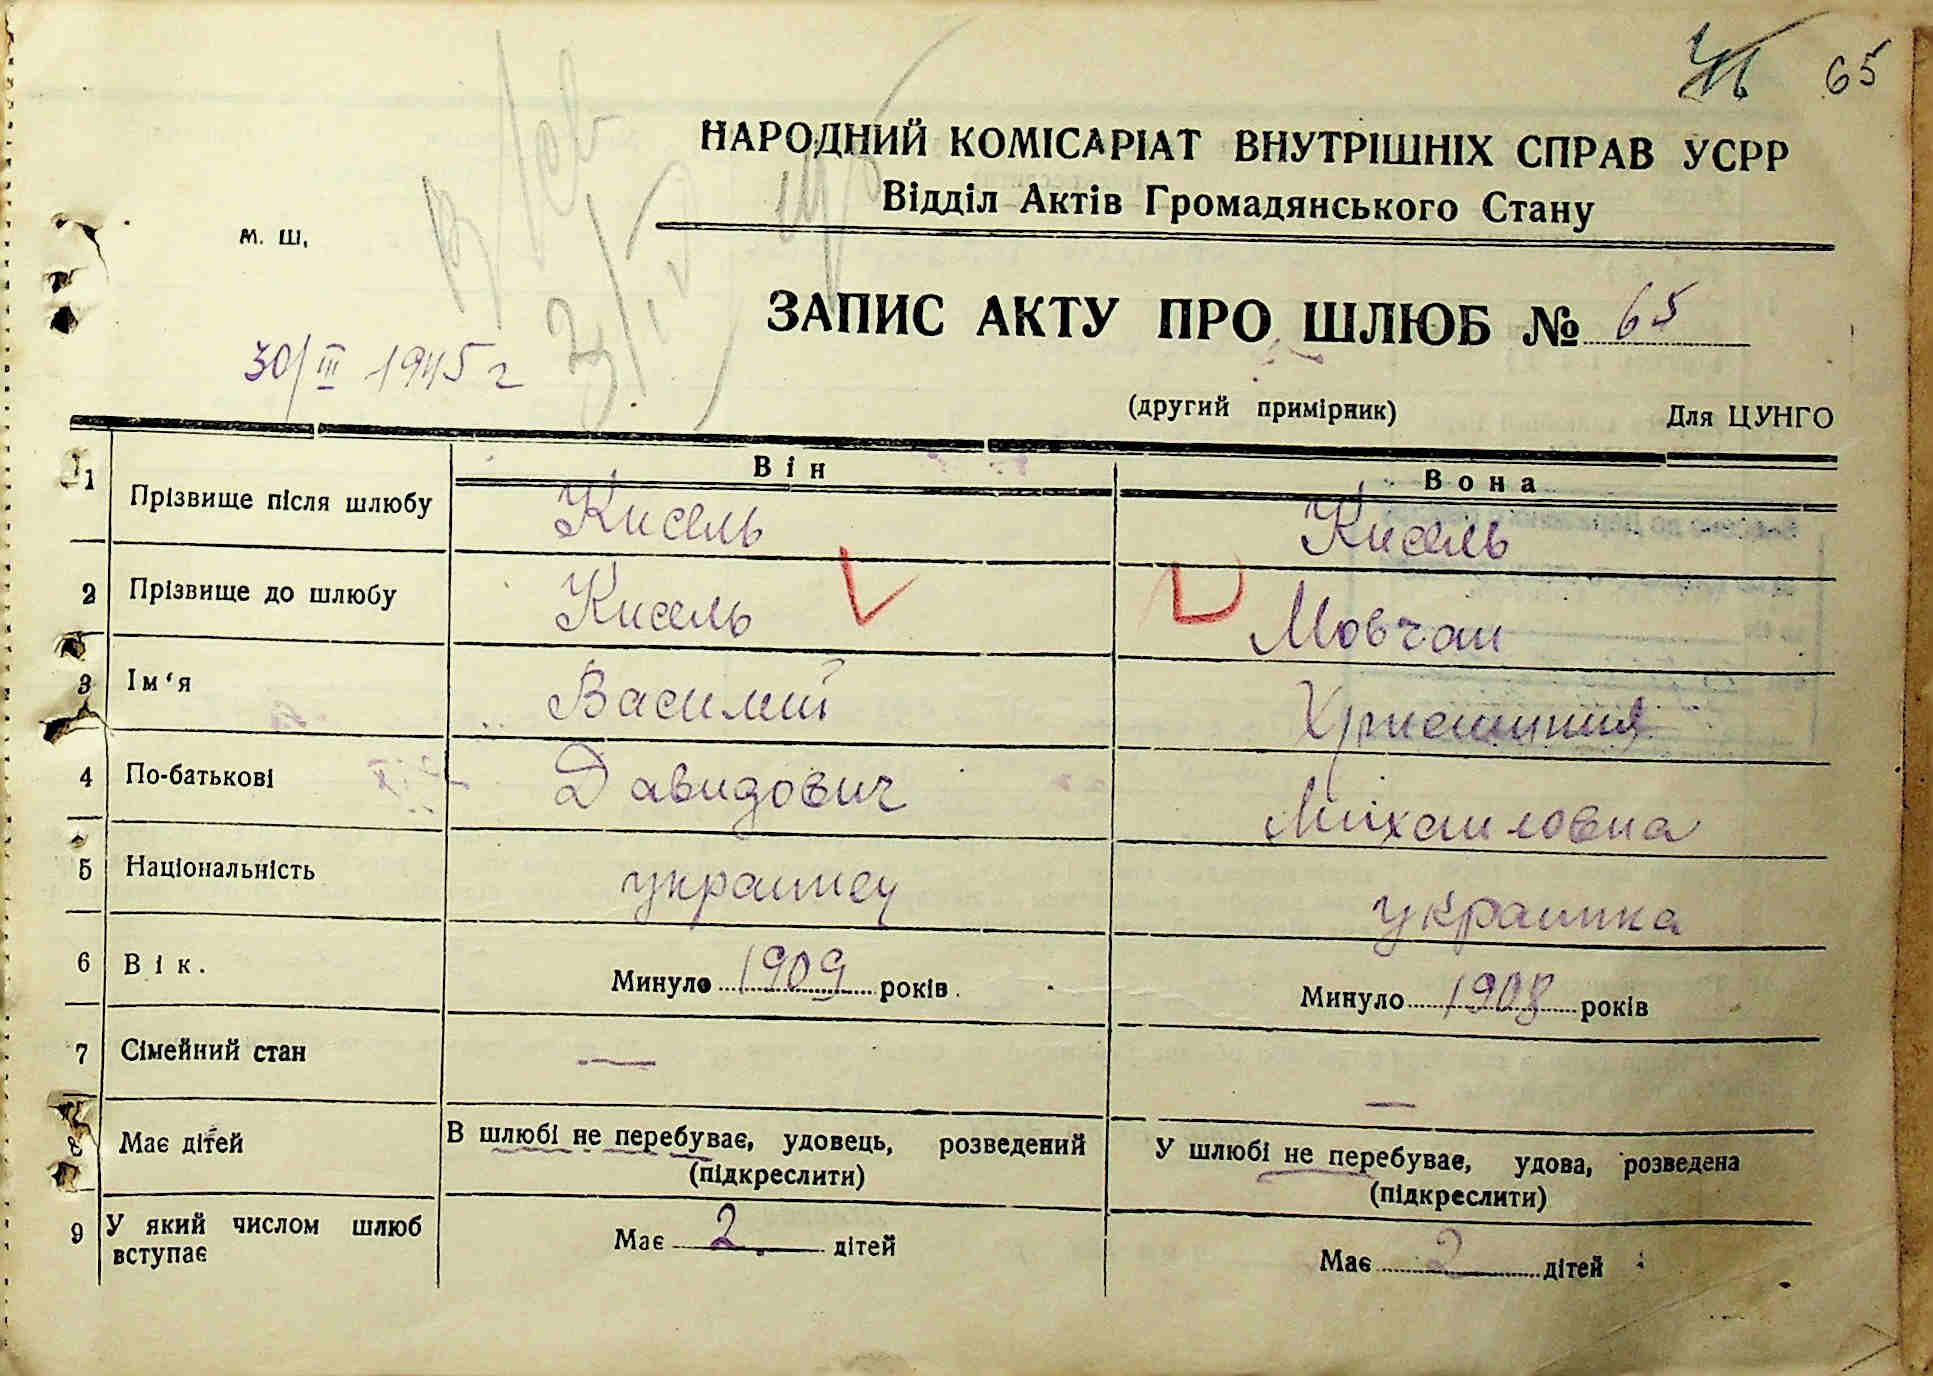 65
НАРОДНИЙ КОМІСАРІАТ ВНУТРІШНІХ СПРАВ УСРР
Відділ Актів Громадянського Стану
м. Ш.
ЗАПИС АКТУ ПРО ШЛЮБ № 65
30/III 1945 г
(другий примірник) Для ЦУНГО
Він Вона
1 Прізвище після шлюбу Кисель Кисель
2 Прізвище до шлюбу Кисель Мовчан
3 Ім‘я Василий Христиния
4 По-батькові Давидович Михаиловна
5 Національність украинец украинка
6 Вік. Минуло 1909 років. Минуло 1908 років
7 Сімейний стан — —
8 Має дітей В шлюбі не перебуває, удовець, розведений У шлюбі не перебуває, удова, розведена
(підкреслити) (підкреслити)
9 У який числом шлюб Має 2 дітей Має 2 дітей
вступає